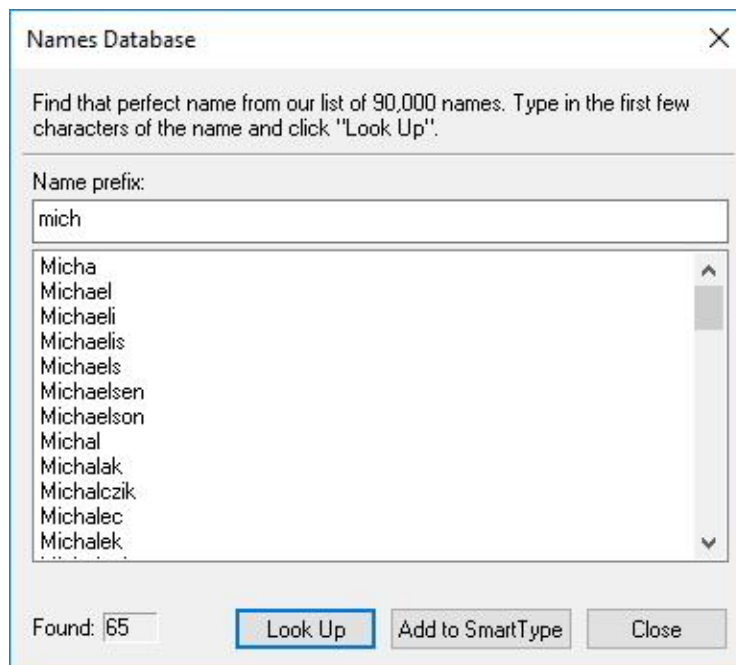 Names Database
Find that perfect name from our list of 90,000 names. Type in the first few
characters of the name and click "Look Up".
Name prefix:
mich
Micha
Michael
Michaeli
Michaelis
Michaels
Michaelsen
Michaelson
Michal
Michalak
Michalczik
Michalec
Michalek
Found: 65
Look Up
Add to SmartType
Close